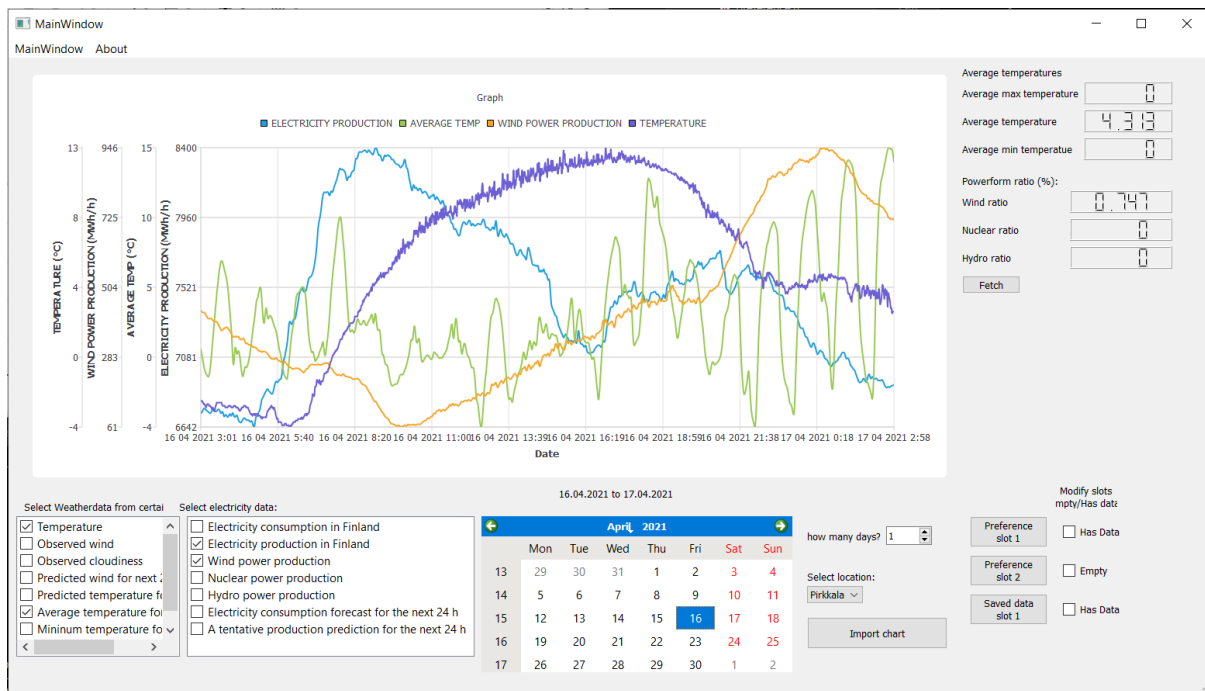 MainWindow
MainWindow About
Graph
ELECTRICITY PRODUCTION AVERAGE TEMP WIND POWER PRODUCTION TEMPERATURE
TEMPERATURE (°C)
13
8
4
0
-4
WIND POWER PRODUCTION (MWh/h)
946
725
504
283
61
AVERAGE TEMP (°C)
15
10
5
0
-4
ELECTRICITY PRODUCTION (MWh/h)
8400
7960
7521
7081
6642
16 04 2021 3:01 16 04 2021 5:40 16 04 2021 8:20 16 04 2021 11:00 16 04 2021 13:39 16 04 2021 16:19 16 04 2021 18:59 16 04 2021 21:38 17 04 2021 0:18 17 04 2021 2:58
Date
Average temperatures
Average max temperature 0
Average temperature 4.313
Average min temperatue 0
Powerform ratio (%):
Wind ratio 0.747
Nuclear ratio 0
Hydro ratio 0
Fetch
Select Weatherdata from certai
Temperature
Observed wind
Observed cloudiness
Predicted wind for next 2
Predicted temperature fo
Average temperature for
Mininum temperature fo
Select electricity data:
Electricity consumption in Finland
Electricity production in Finland
Wind power production
Nuclear power production
Hydro power production
Electricity consumption forecast for the next 24 h
A tentative production prediction for the next 24 h
16.04.2021 to 17.04.2021
April, 2021
Mon Tue Wed Thu Fri Sat Sun
13 29 30 31 1 2 3 4
14 5 6 7 8 9 10 11
15 12 13 14 15 16 17 18
16 19 20 21 22 23 24 25
17 26 27 28 29 30 1 2
how many days? 1
Select location:
Pirkkala
Import chart
Modify slots
mpty/Has data
Preference
slot 1
Has Data
Preference
slot 2
Empty
Saved data
slot 1
Has Data